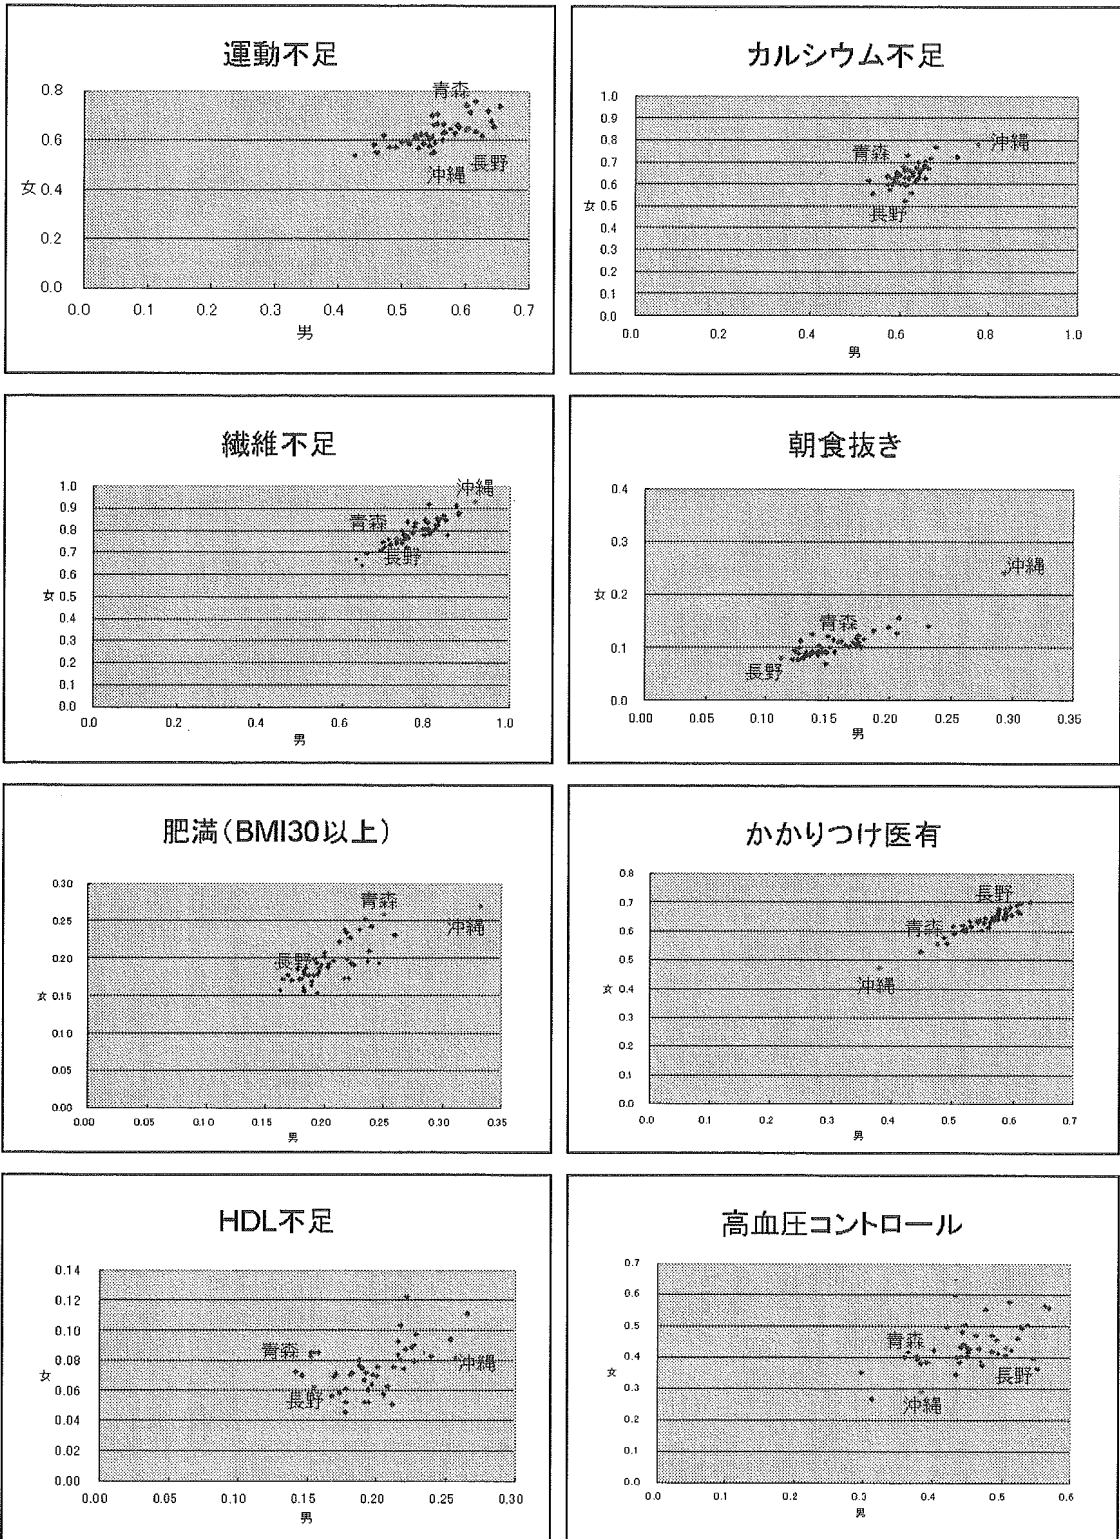 運動不足
0.8
0.6
女 0.4
0.2
0.0
青森
沖縄
長野
0.0 0.1 0.2 0.3 0.4 0.5 0.6 0.7
男
カルシウム不足
1.0
0.9
0.8
0.7
0.6
女 0.5
0.4
0.3
0.2
0.1
0.0
沖縄
青森
長野
0.0 0.2 0.4 0.6 0.8 1.0
男
繊維不足
1.0
0.9
0.8
0.7
0.6
女 0.5
0.4
0.3
0.2
0.1
0.0
沖縄
青森
長野
0.0 0.2 0.4 0.6 0.8 1.0
男
朝食抜き
0.4
0.3
女 0.2
0.1
0.0
沖縄
青森
長野
0.00 0.05 0.10 0.15 0.20 0.25 0.30 0.35
男
肥満(BMI30以上)
0.30
0.25
0.20
女 0.15
0.10
0.05
0.00
青森
沖縄
長野
0.00 0.05 0.10 0.15 0.20 0.25 0.30 0.35
男
かかりつけ医有
0.8
0.7
0.6
0.5
女 0.4
0.3
0.2
0.1
0.0
長野
青森
沖縄
0.0 0.1 0.2 0.3 0.4 0.5 0.6 0.7
男
HDL不足
0.14
0.12
0.10
0.08
女
0.06
0.04
0.02
0.00
青森
沖縄
長野
0.00 0.05 0.10 0.15 0.20 0.25 0.30
男
高血圧コントロール
0.7
0.6
0.5
0.4
女
0.3
0.2
0.1
0.0
青森
長野
沖縄
0.0 0.1 0.2 0.3 0.4 0.5 0.6
男